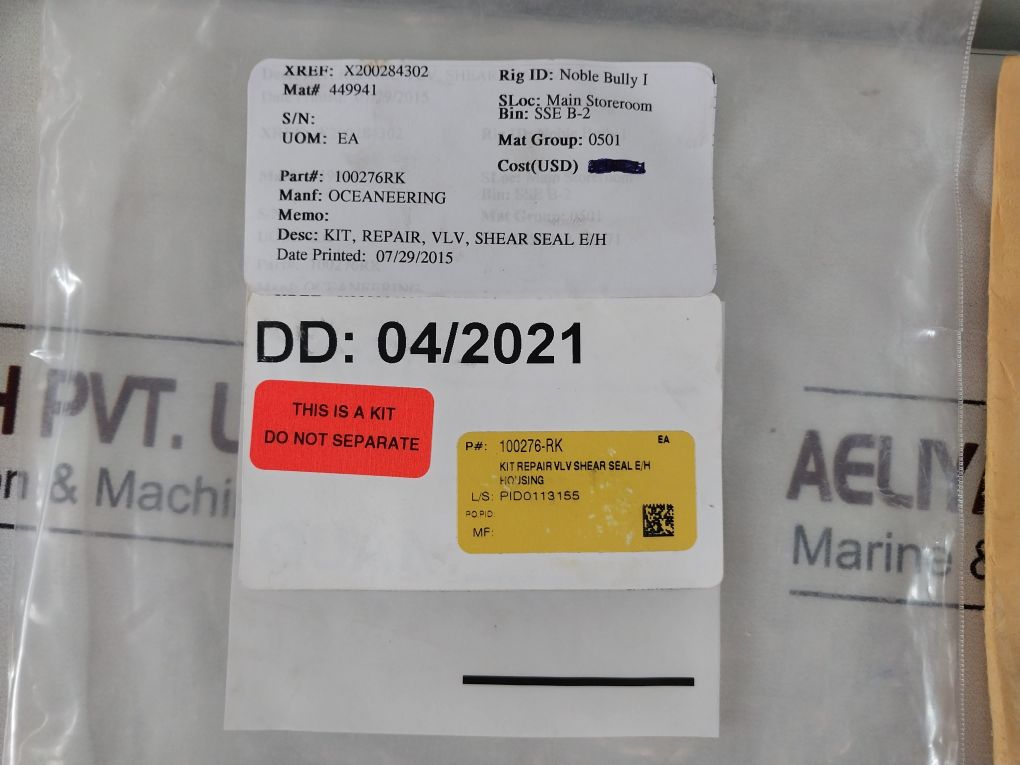 XREF: X200284302
Mat# 449941
S/N:
UOM: EA
Part#: 100276RK
Manf: OCEANEERING
Memo:
Desc: KIT, REPAIR, VLV, SHEAR SEAL E/H
Date Printed: 07/29/2015
Rig ID: Noble Bully I
SLoc: Main Storeroom
Bin: SSE B-2
Mat Group: 0501
Cost(USD)
DD: 04/2021
THIS IS A KIT
DO NOT SEPARATE
P#: 100276-RK EA
KIT REPAIR VLV SHEAR SEAL E/H
HOUSING
L/S: PID0113155
PO PID:
MF:
H PVT.
n & Machi
AELIYA
Marine &